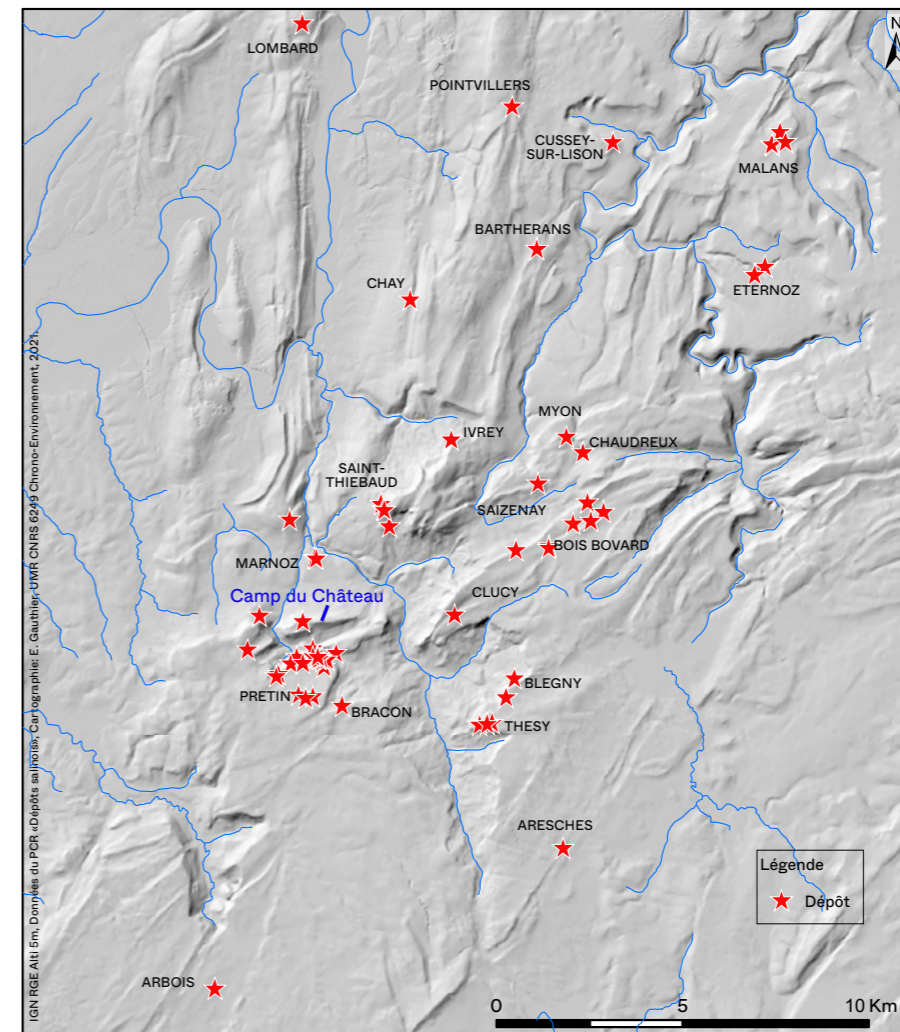 N
LOMBARD
POINTVILLERS
CUSSEY-
SUR-LISON
MALANS
BARTHERANS
CHAY
ETERNOZ
MYON
IVREY
CHAUDREUX
SAINT-
THIEBAUD
SAIZENAY
BOIS BOVARD
MARNOZ
Camp du Château
CLUCY
BLEGNY
PRETIN
BRACON
THESY
ARESCHES
Légende
Dépôt
ARBOIS
0 5 10 Km
IGN RGE Alti 5m, Données du PCR «Dépôts salinois», Cartographie: E. Gauthier, UMR CNRS 6249 Chrono-Environnement, 2021.